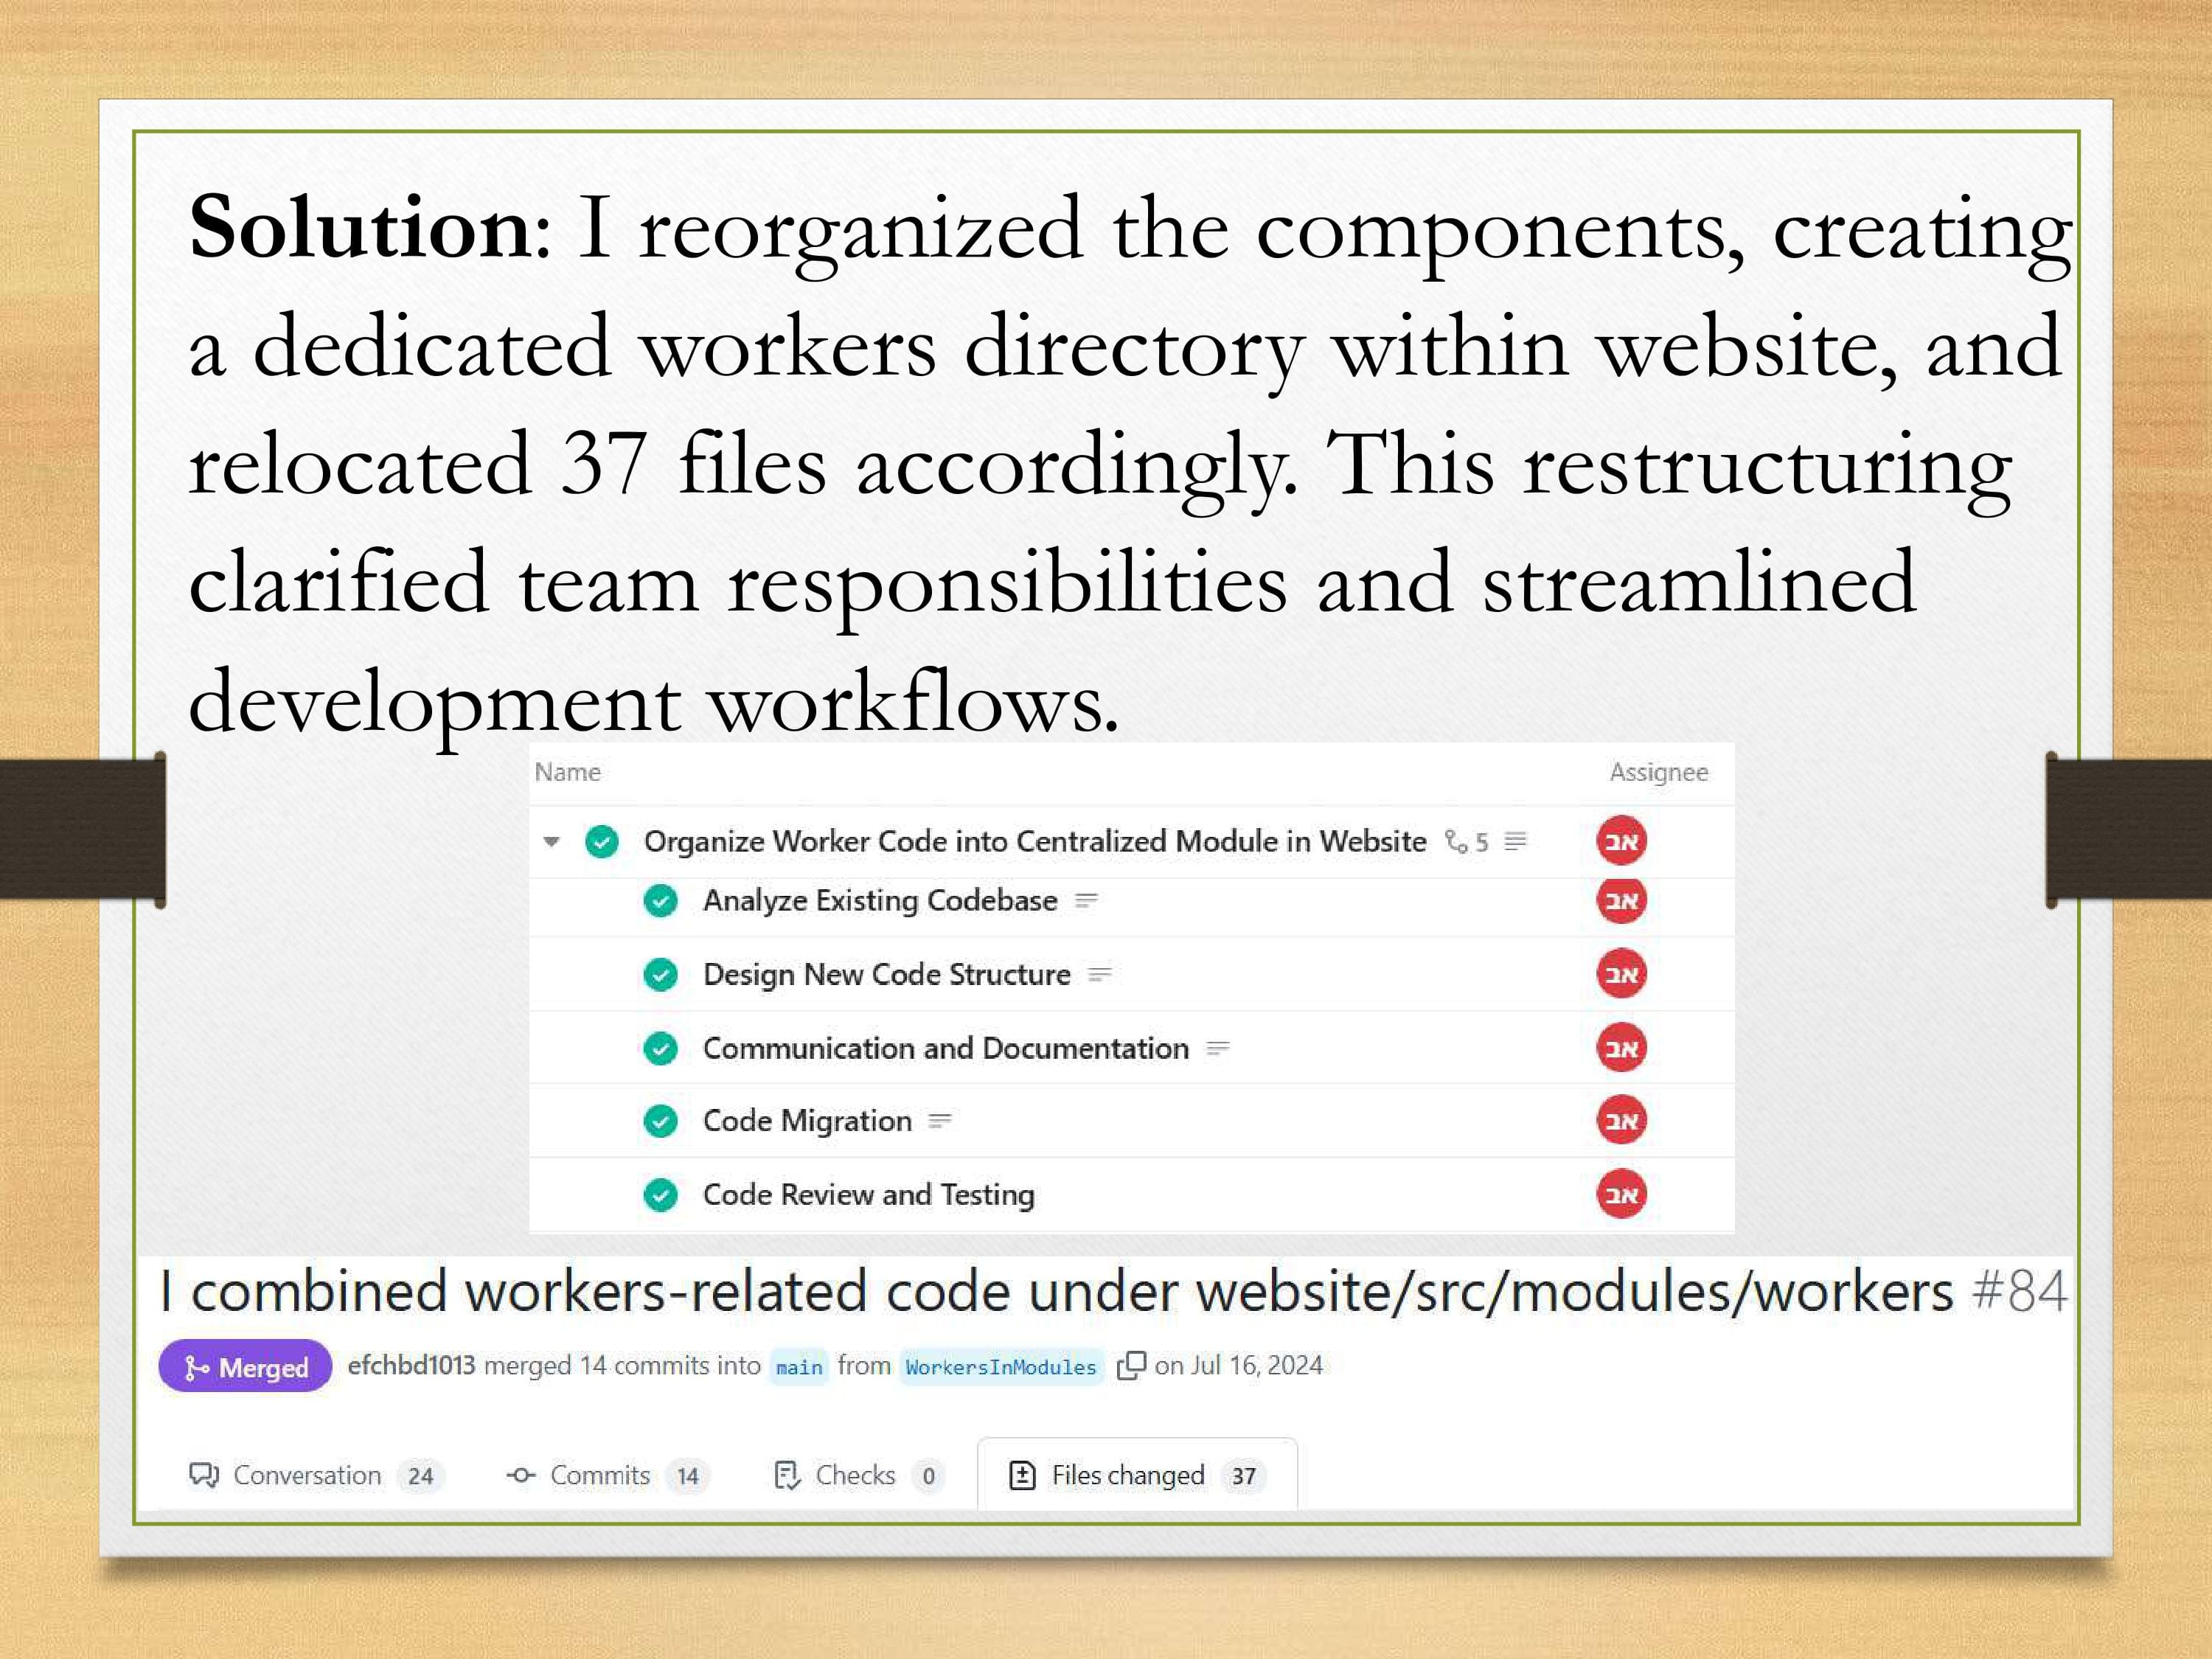 Solution: I reorganized the components, creating
a dedicated workers directory within website, and
relocated 37 files accordingly. This restructuring
clarified team responsibilities and streamlined
development workflows.
Name Assignee
Organize Worker Code into Centralized Module in Website 5 אב
Analyze Existing Codebase אב
Design New Code Structure אב
Communication and Documentation אב
Code Migration אב
Code Review and Testing אב
I combined workers-related code under website/src/modules/workers #84
Merged efchbd1013 merged 14 commits into main from WorkersInModules on Jul 16, 2024
Conversation 24 Commits 14 Checks 0 Files changed 37